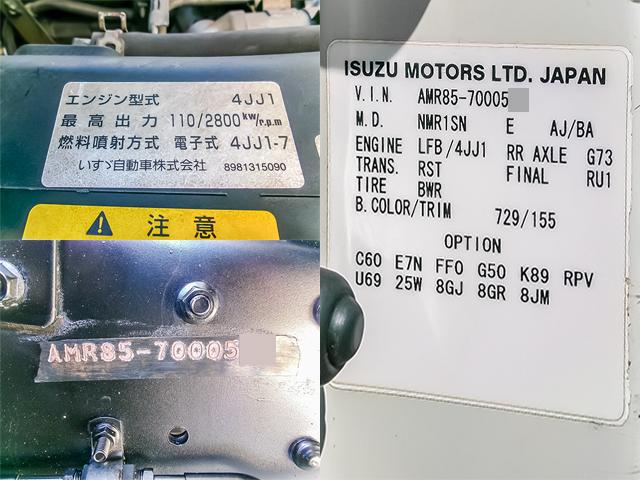 エンジン型式 4JJ1
最高出力 110/2800kW/r.p.m
燃料噴射方式 電子式 4JJ1-7
いすゞ自動車株式会社 8981315090
注意
AMR85-70005
ISUZU MOTORS LTD. JAPAN
V.I.N. AMR85-70005
M.D. NMR1SN E AJ/BA
ENGINE LFB/4JJ1 RR AXLE G73
TRANS. RST FINAL RU1
TIRE BWR
B.COLOR/TRIM 729/155
OPTION
C60 E7N FFO G50 K89 RPV
U69 25W 8GJ 8GR 8JM